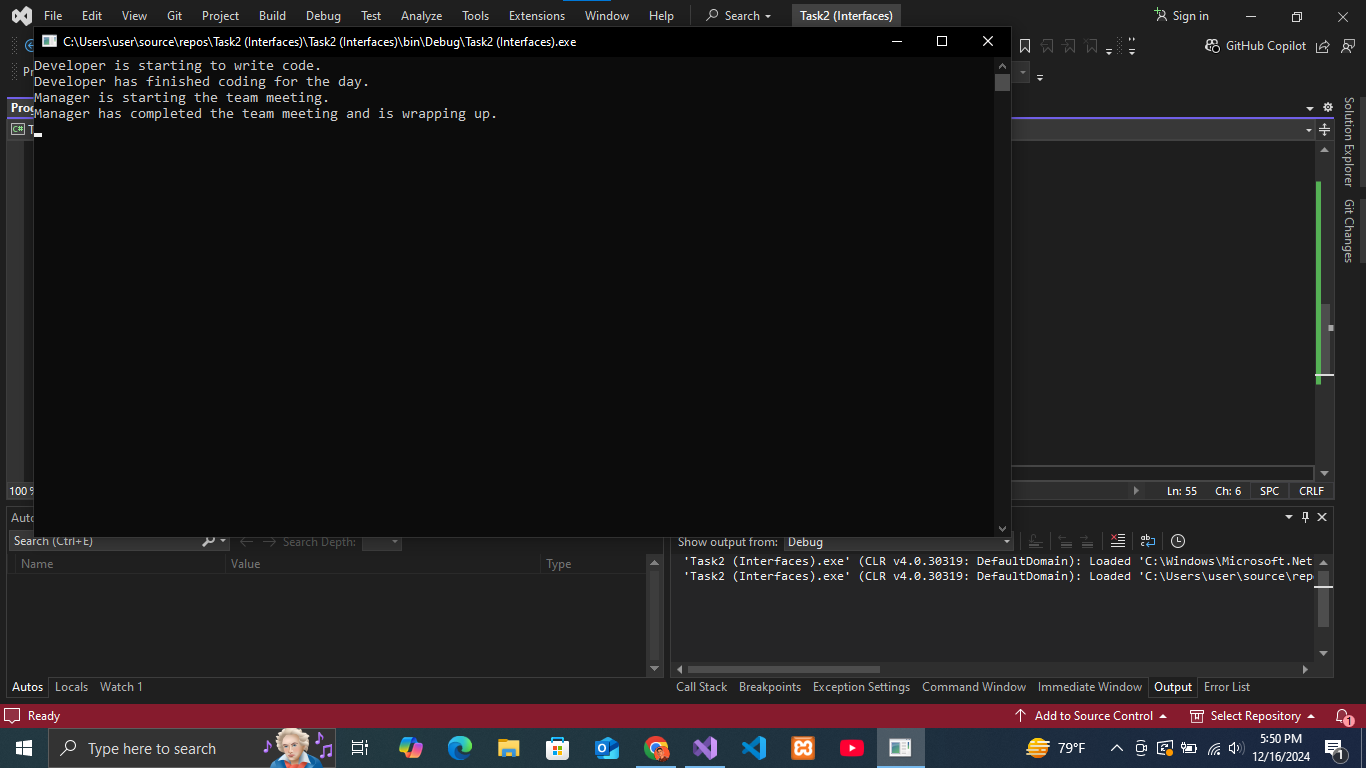 File Edit View Git Project Build Debug Test Analyze Tools Extensions Window Help Search Task2 (Interfaces) Sign in
C:\Users\user\source\repos\Task2 (Interfaces)\Task2 (Interfaces)\bin\Debug\Task2 (Interfaces).exe
GitHub Copilot
Developer is starting to write code.
Developer has finished coding for the day.
Manager is starting the team meeting.
Manager has completed the team meeting and is wrapping up.
C#
Solution Explorer
Git Changes
100 % Ln: 55 Ch: 6 SPC CRLF
Search (Ctrl+E) Search Depth:
Name Value Type
Show output from: Debug
'Task2 (Interfaces).exe' (CLR v4.0.30319: DefaultDomain): Loaded 'C:\Windows\Microsoft.Net
'Task2 (Interfaces).exe' (CLR v4.0.30319: DefaultDomain): Loaded 'C:\Users\user\source\rep
Autos Locals Watch 1
Call Stack Breakpoints Exception Settings Command Window Immediate Window Output Error List
Ready Add to Source Control Select Repository 1
Type here to search 79°F 5:50 PM
12/16/2024 1